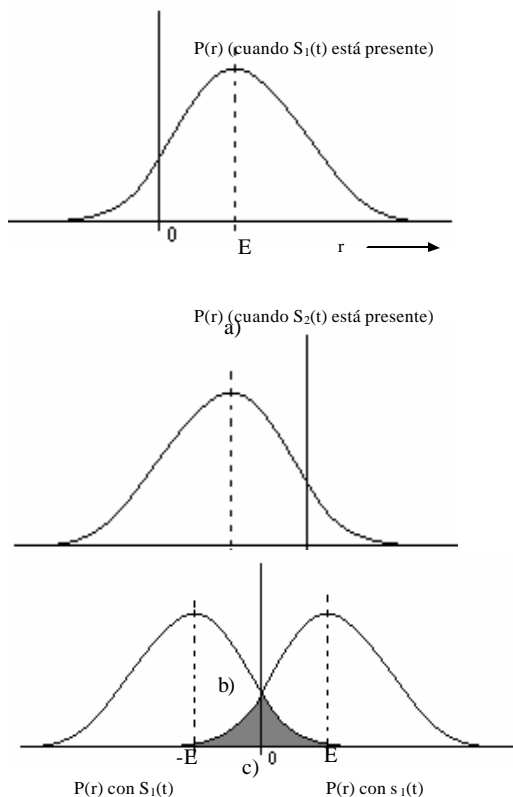 P(r) (cuando S₁(t) está presente)
0
E
r
P(r) (cuando S₂(t) está presente)
a)
b)
-E
0
E
c)
P(r) con S₁(t)
P(r) con s₁(t)